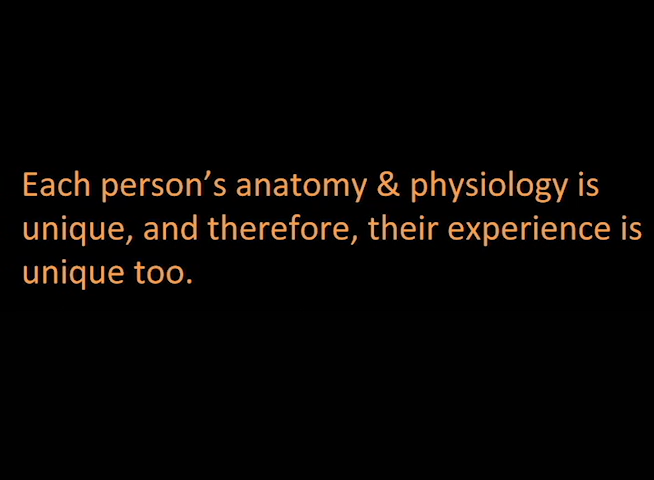 Each person’s anatomy & physiology is
unique, and therefore, their experience is
unique too.